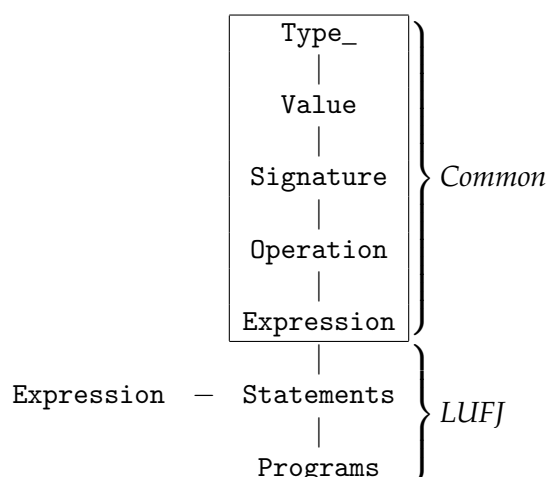 Type_
Value
Signature
Common
Operation
Expression
Expression – Statements
LUFJ
Programs